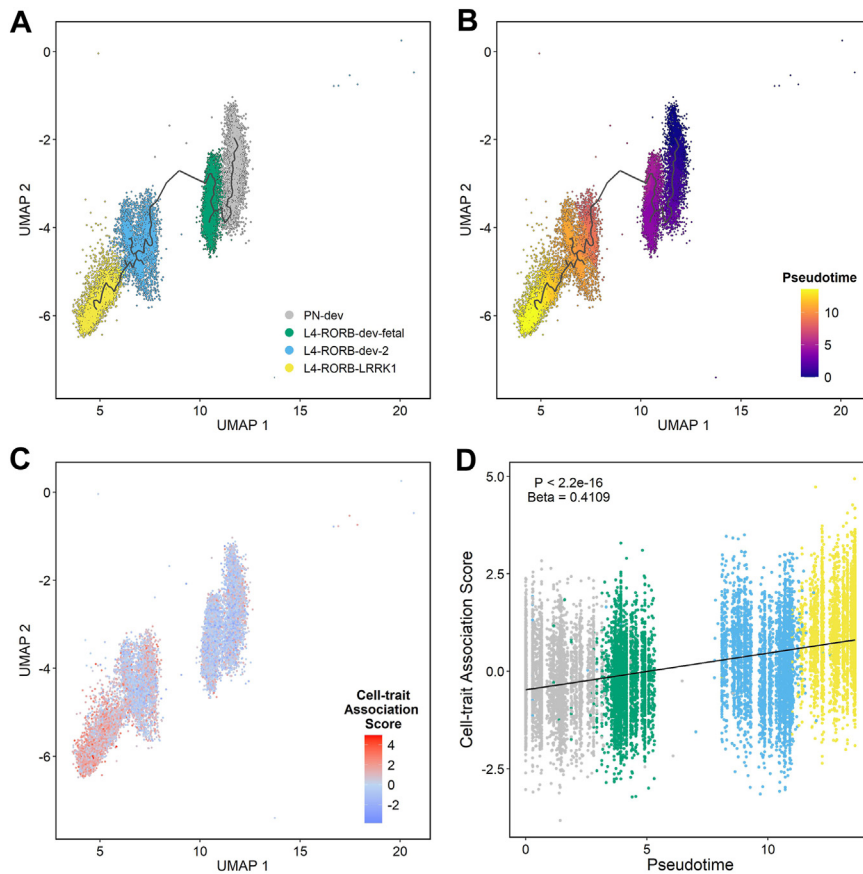 A
0
-2
-4
-6
UMAP 2
5
10
15
20
UMAP 1
PN-dev
L4-RORB-dev-fetal
L4-RORB-dev-2
L4-RORB-LRRK1
B
0
-2
-4
-6
UMAP 2
5
10
15
20
UMAP 1
Pseudotime
10
5
0
C
0
-2
-4
-6
UMAP 2
5
10
15
20
UMAP 1
Cell-trait
Association
Score
4
2
0
-2
D
5.0
2.5
0.0
-2.5
Cell-trait Association Score
P < 2.2e-16
Beta = 0.4109
0
5
10
Pseudotime